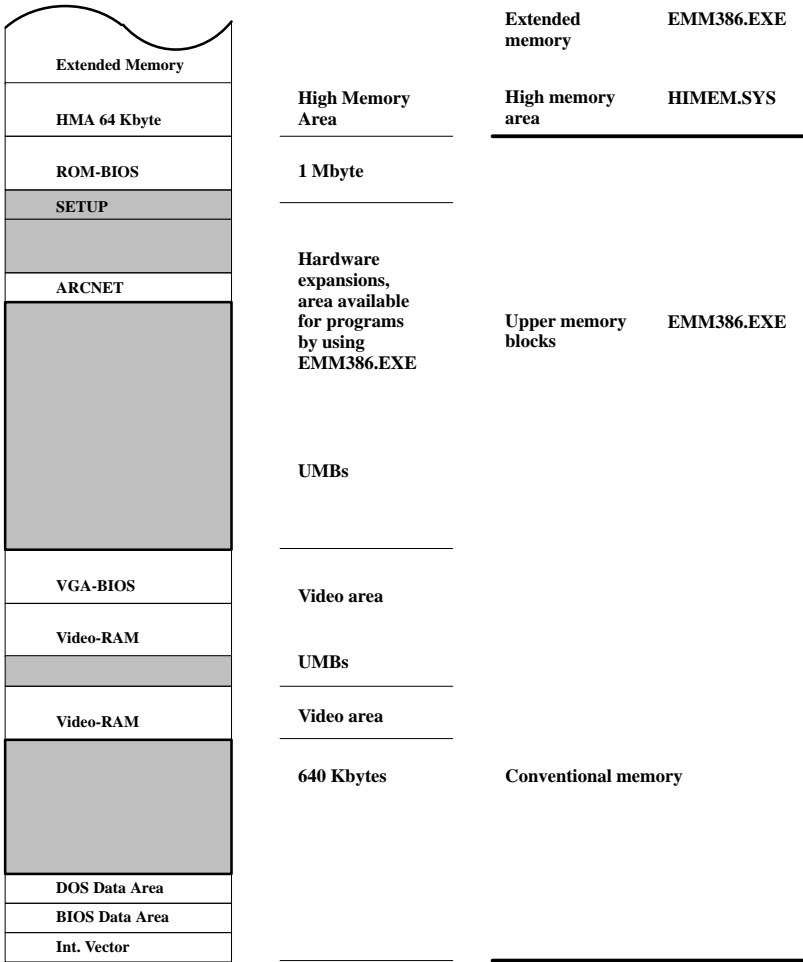 Extended Memory
HMA 64 Kbyte
ROM-BIOS
SETUP
ARCNET
VGA-BIOS
Video-RAM
Video-RAM
DOS Data Area
BIOS Data Area
Int. Vector
High Memory
Area
1 Mbyte
Hardware
expansions,
area available
for programs
by using
EMM386.EXE
UMBs
Video area
UMBs
Video area
640 Kbytes
Extended
memory
EMM386.EXE
High memory
area
HIMEM.SYS
Upper memory
blocks
EMM386.EXE
Conventional memory